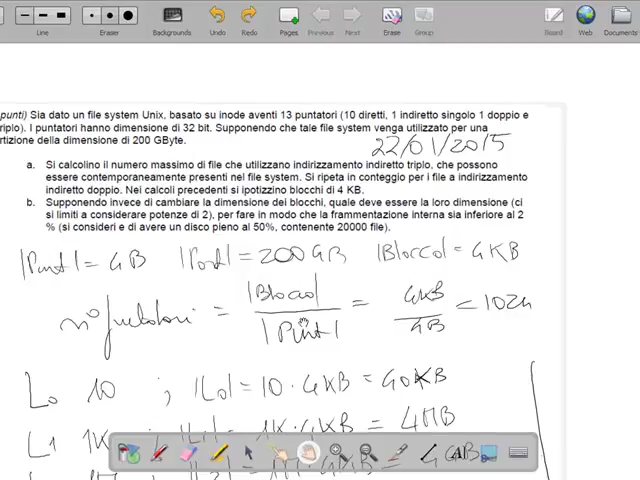 Line Eraser Backgrounds Undo Redo Pages Previous Next Erase Group Board Web Documents
punti) Sia dato un file system Unix, basato su inode aventi 13 puntatori (10 diretti, 1 indiretto singolo 1 doppio e
riplo). I puntatori hanno dimensione di 32 bit. Supponendo che tale file system venga utilizzato per una
rtizione della dimensione di 200 GByte.
22/01/2015
a. Si calcolino il numero massimo di file che utilizzano indirizzamento indiretto triplo, che possono
essere contemporaneamente presenti nel file system. Si ripeta in conteggio per i file a indirizzamento
indiretto doppio. Nei calcoli precedenti si ipotizzino blocchi di 4 KB.
b. Supponendo invece di cambiare la dimensione dei blocchi, quale deve essere la loro dimensione (ci
si limiti a considerare potenze di 2), per fare in modo che la frammentazione interna sia inferiore al 2
% (si consideri e di avere un disco pieno al 50%, contenente 20000 file).
|Punt| = 4B |Part| = 200 GB |Blocco| = 4KB
n° puntatori = |Blocco| / |Punt| = 4KB / 4B = 1024
L0 10 ; |L0| = 10 · 4KB = 40KB
L1 1K ; |L1| = 1K · 4KB = 4MB